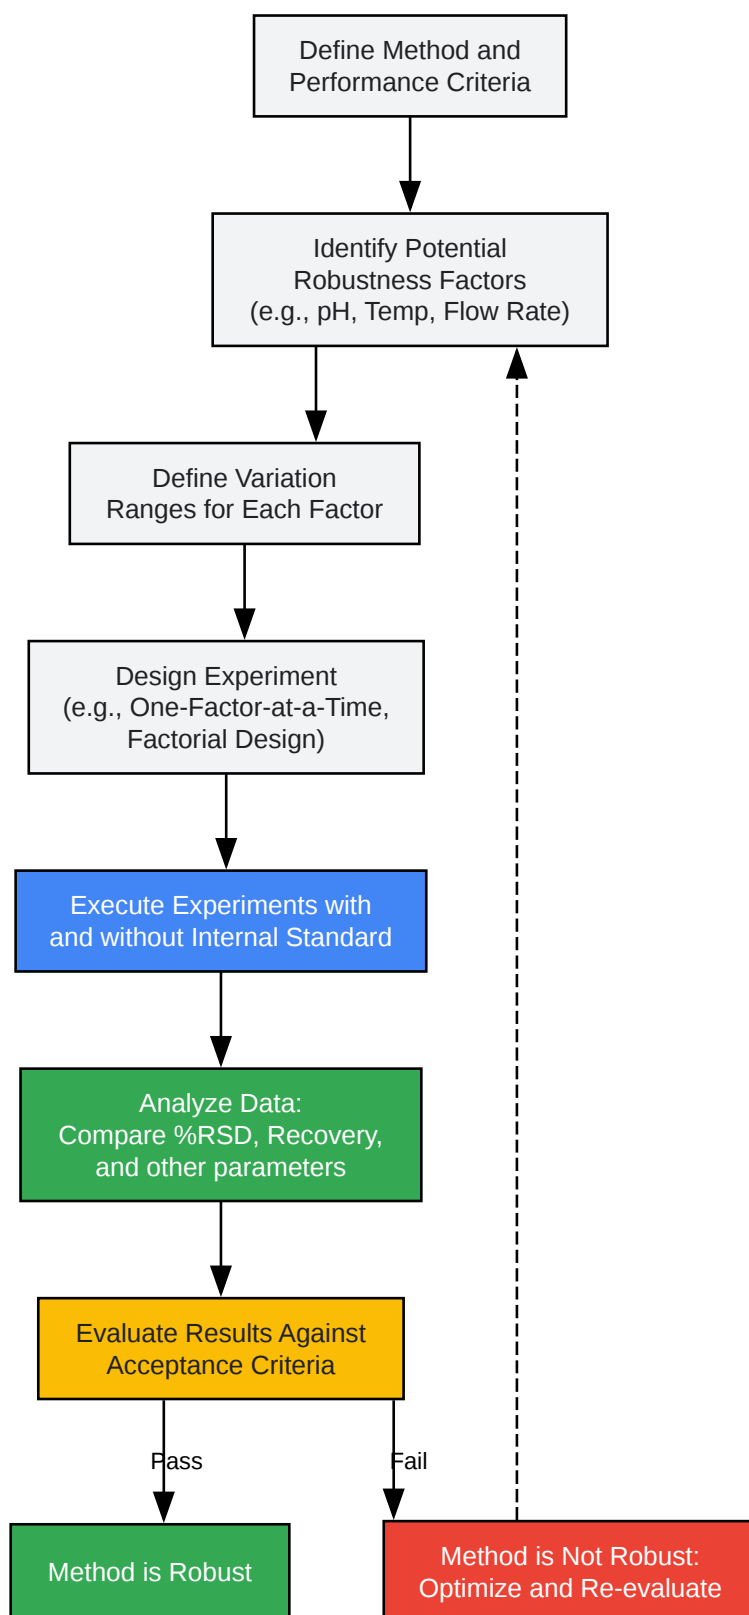 Define Method and
Performance Criteria
Identify Potential
Robustness Factors
(e.g., pH, Temp, Flow Rate)
Define Variation
Ranges for Each Factor
Design Experiment
(e.g., One-Factor-at-a-Time,
Factorial Design)
Execute Experiments with
and without Internal Standard
Analyze Data:
Compare %RSD, Recovery,
and other parameters
Evaluate Results Against
Acceptance Criteria
Pass
Fail
Method is Robust
Method is Not Robust:
Optimize and Re-evaluate